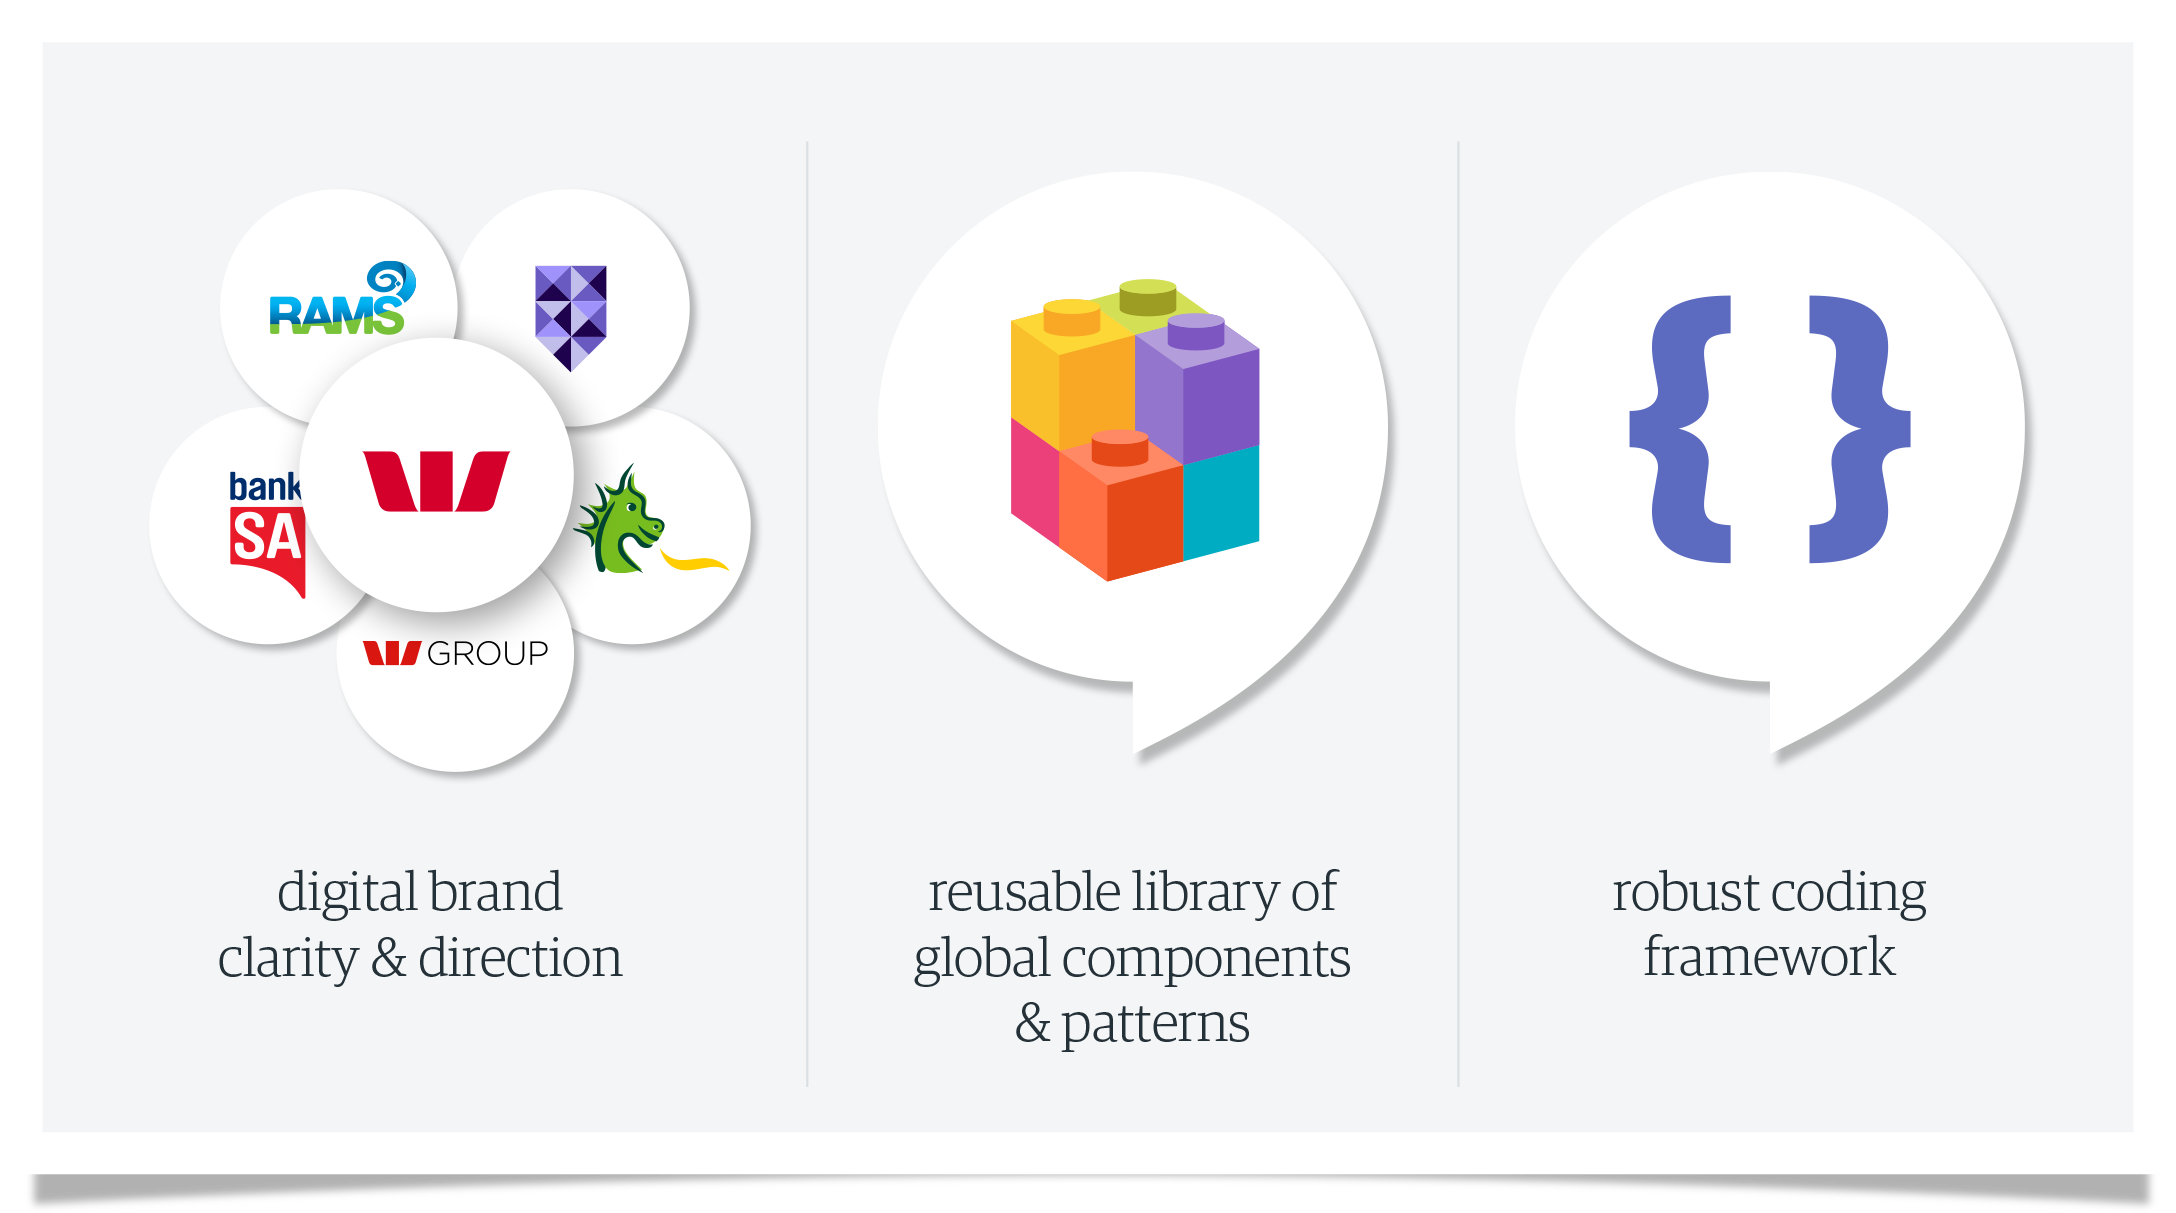 RAMS
bank
SA
GROUP
digital brand
clarity & direction
reusable library of
global components
& patterns
{ }
robust coding
framework